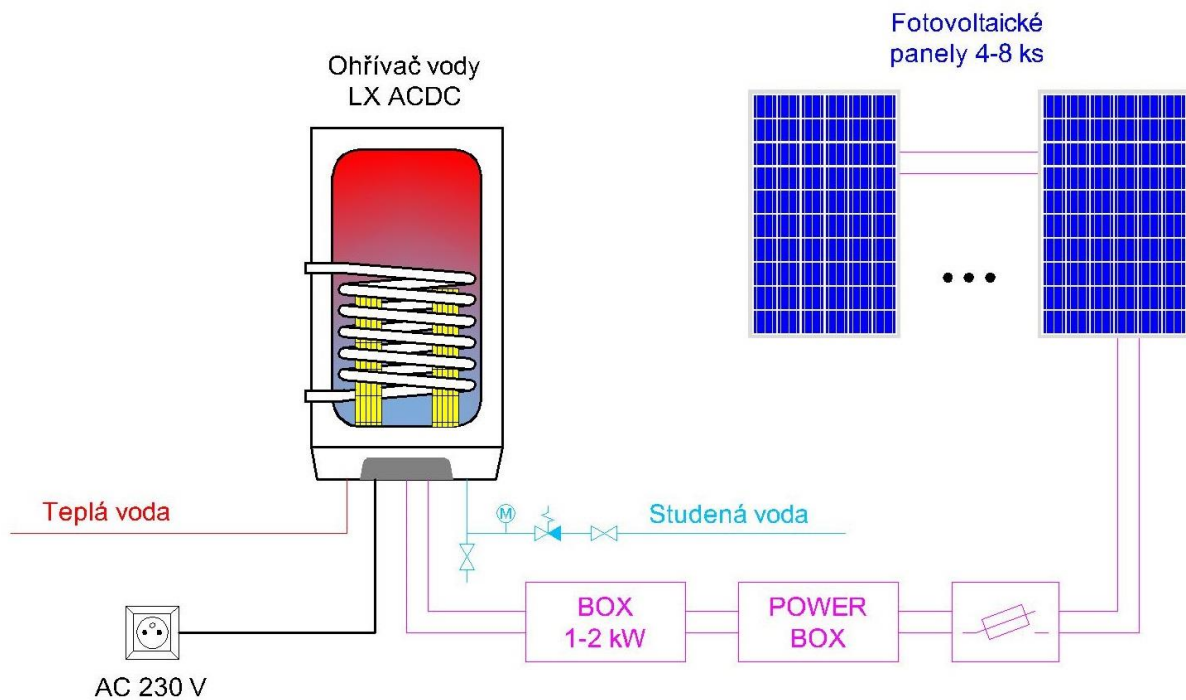 Fotovoltaické
panely 4-8 ks
Ohřívač vody
LX ACDC
Teplá voda
M
Studená voda
BOX
1-2 kW
POWER
BOX
AC 230 V